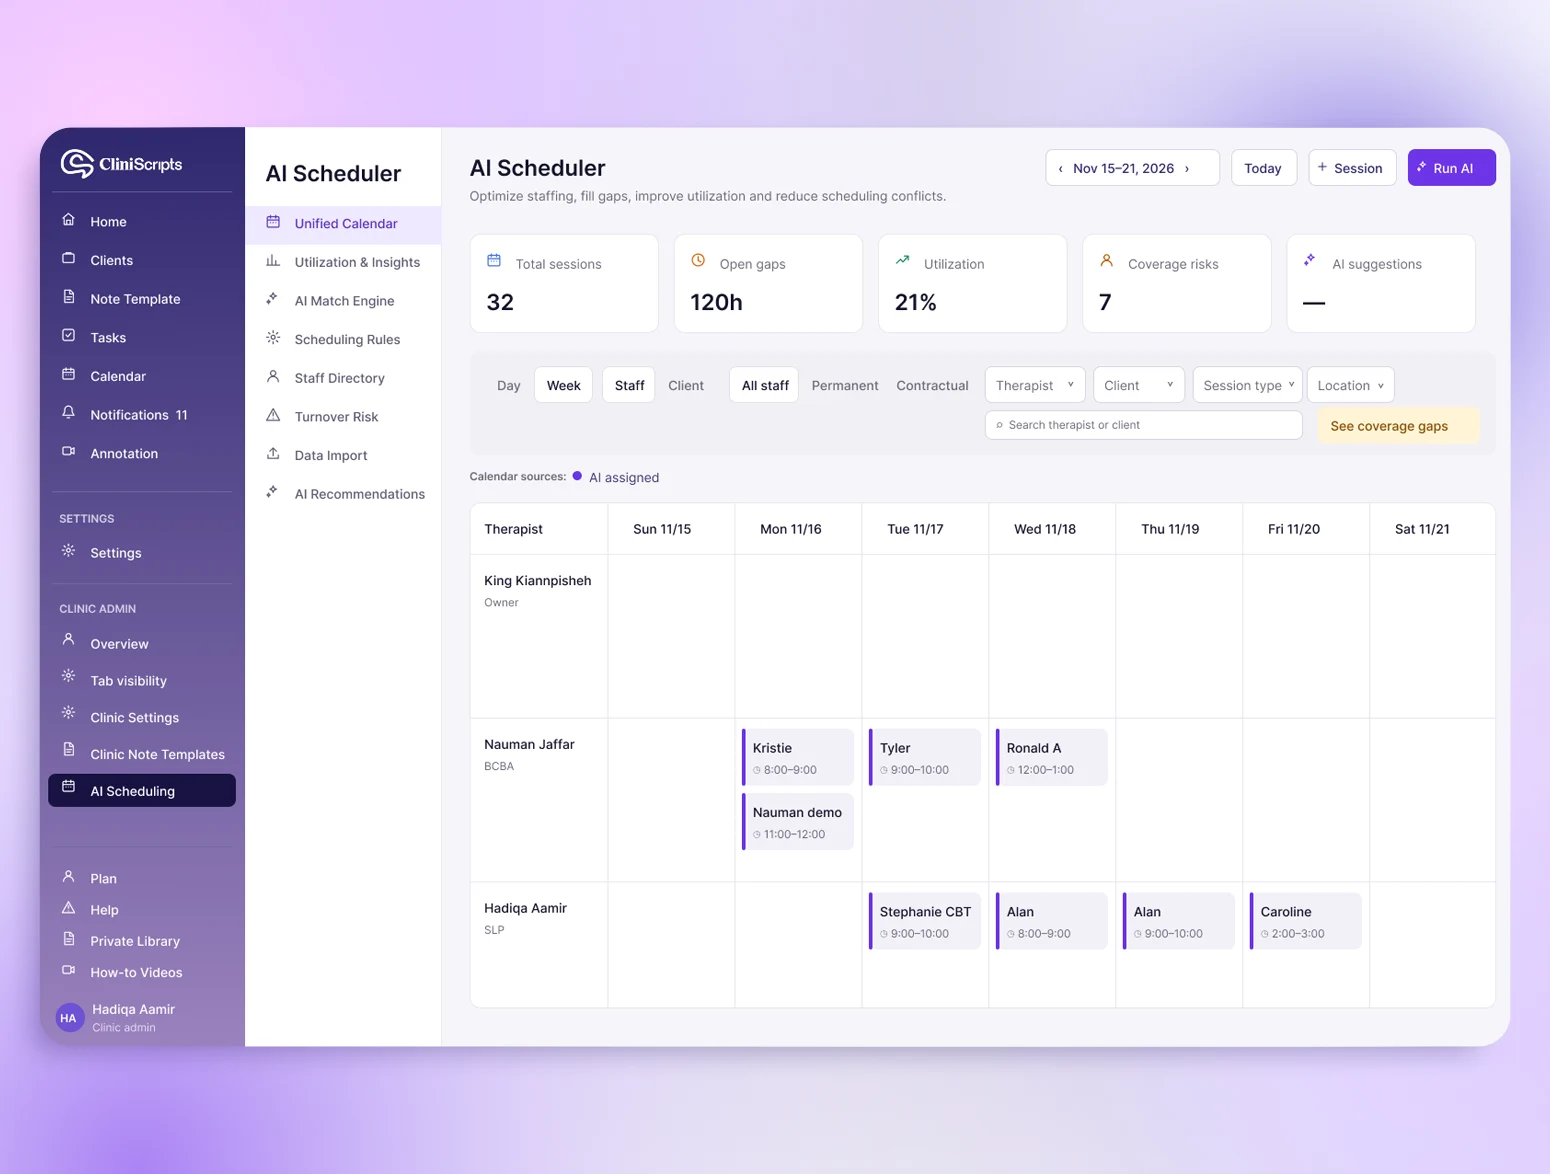 CliniScripts
Home
Clients
Note Template
Tasks
Calendar
Notifications 11
Annotation
SETTINGS
Settings
CLINIC ADMIN
Overview
Tab visibility
Clinic Settings
Clinic Note Templates
AI Scheduling
Plan
Help
Private Library
How-to Videos
HA
Hadiqa Aamir
Clinic admin
AI Scheduler
Unified Calendar
Utilization & Insights
AI Match Engine
Scheduling Rules
Staff Directory
Turnover Risk
Data Import
AI Recommendations
AI Scheduler
Optimize staffing, fill gaps, improve utilization and reduce scheduling conflicts.
‹ Nov 15–21, 2026 ›
Today
+ Session
Run AI
Total sessions
32
Open gaps
120h
Utilization
21%
Coverage risks
7
AI suggestions
—
Day Week Staff Client All staff Permanent Contractual Therapist Client Session type Location
Search therapist or client
See coverage gaps
Calendar sources: AI assigned
Therapist Sun 11/15 Mon 11/16 Tue 11/17 Wed 11/18 Thu 11/19 Fri 11/20 Sat 11/21
King Kiannpisheh
Owner
Nauman Jaffar
BCBA
Kristie
8:00–9:00
Nauman demo
11:00–12:00
Tyler
9:00–10:00
Ronald A
12:00–1:00
Hadiqa Aamir
SLP
Stephanie CBT
9:00–10:00
Alan
8:00–9:00
Alan
9:00–10:00
Caroline
2:00–3:00